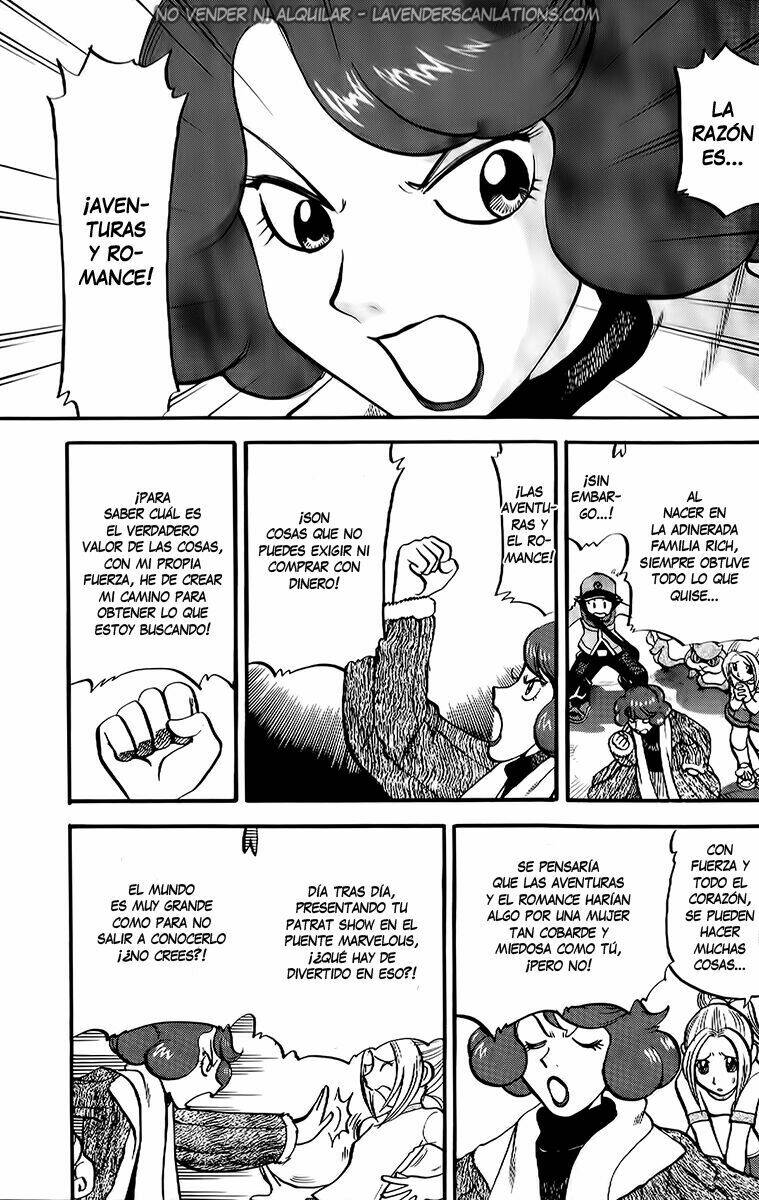 NO VENDER NI ALQUILAR - LAVENDERSCANLATIONS.COM
LA
RAZÓN
ES...
¡AVEN-
TURAS
Y RO-
MANCE!
AL
NACER EN
LA ADINERADA
FAMILIA RICH,
SIEMPRE OBTUVE
TODO LO QUE
QUISE...
¡SIN
EMBAR-
GO...!
¡LAS
AVENTU-
RAS Y
EL RO-
MANCE!
¡SON
COSAS QUE NO
PUEDES EXIGIR NI
COMPRAR CON
DINERO!
¡PARA
SABER CUÁL ES
EL VERDADERO
VALOR DE LAS COSAS,
CON MI PROPIA
FUERZA, HE DE CREAR
MI CAMINO PARA
OBTENER LO QUE
ESTOY BUSCANDO!
CON
FUERZA Y
TODO EL
CORAZÓN,
SE PUEDEN
HACER
MUCHAS
COSAS...
SE PENSARÍA
QUE LAS AVENTURAS
Y EL ROMANCE HARÍAN
ALGO POR UNA MUJER
TAN COBARDE Y
MIEDOSA COMO TÚ,
¡PERO NO!
DÍA TRAS DÍA,
PRESENTANDO TU
PATRAT SHOW EN EL
PUENTE MARVELOUS,
¡¿QUÉ HAY DE
DIVERTIDO EN ESO?!
EL MUNDO
ES MUY GRANDE
COMO PARA NO
SALIR A CONOCERLO
¡¿NO CREES?!